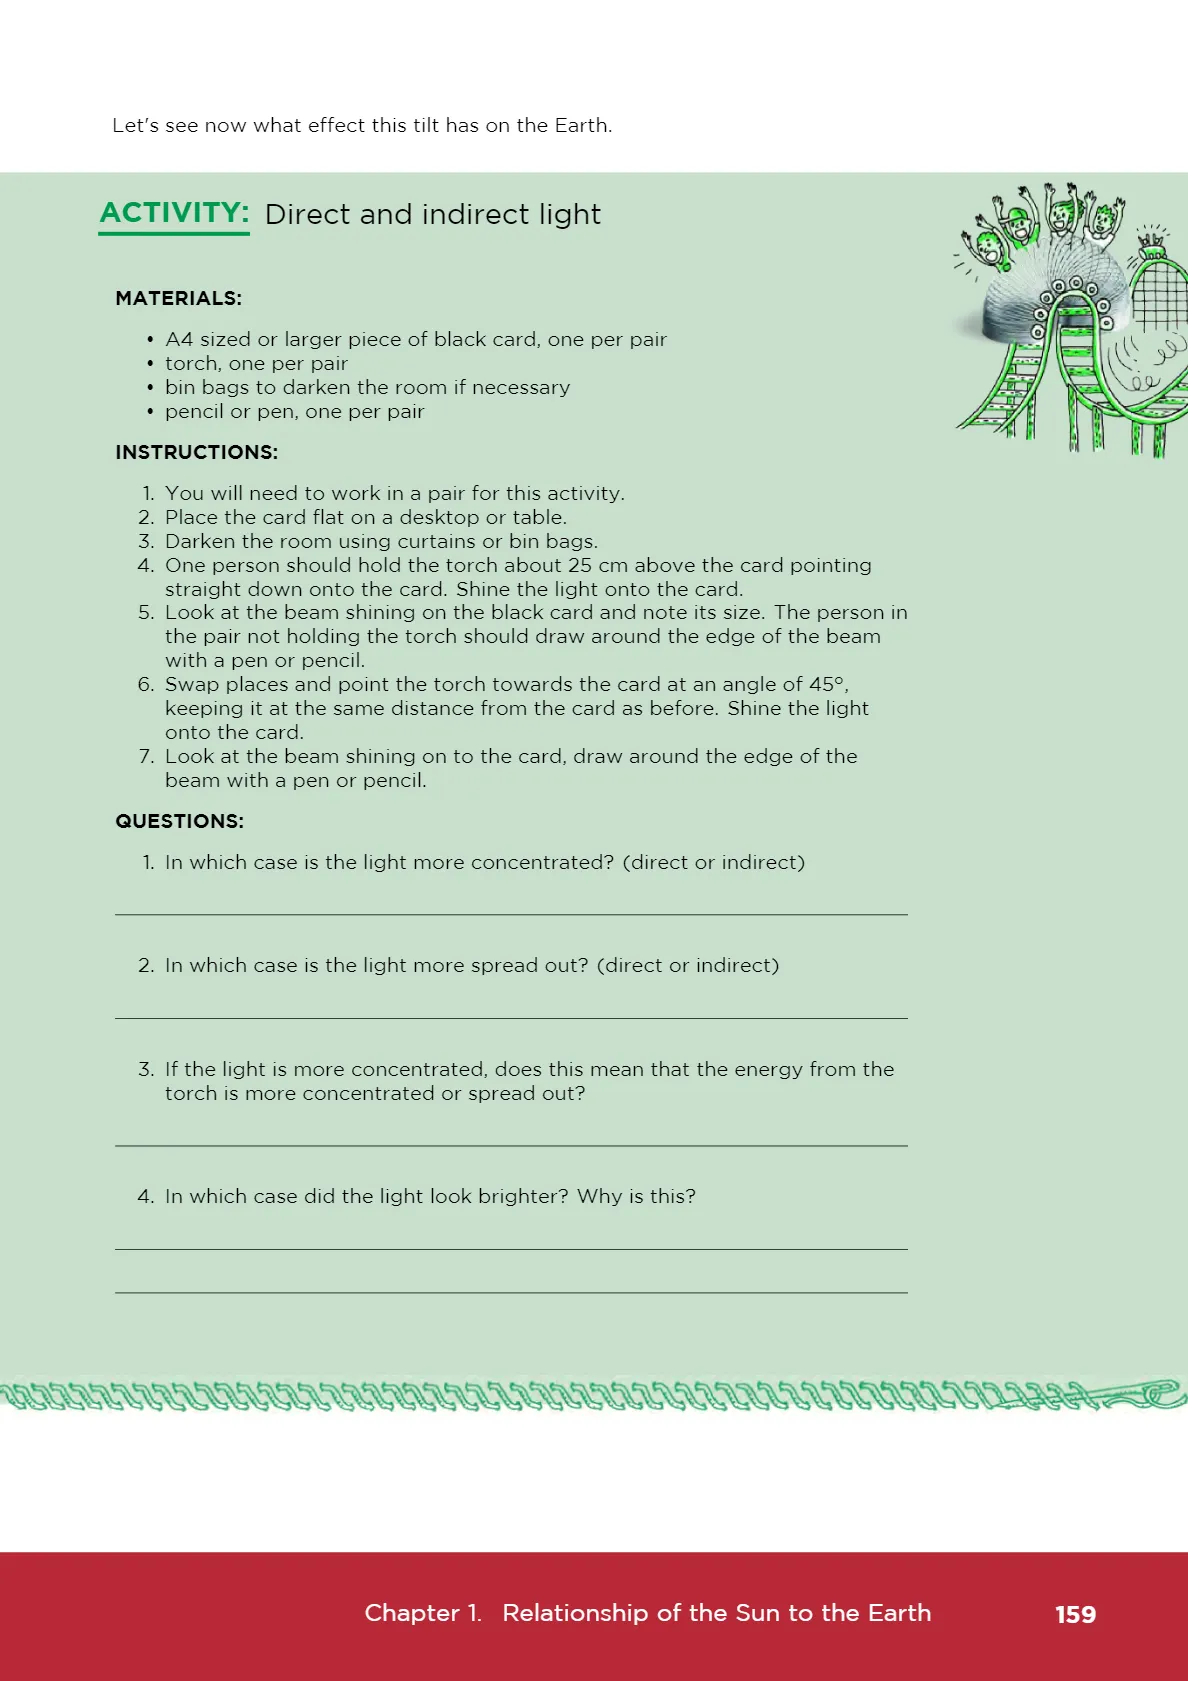 Let's see now what effect this tilt has on the Earth.
ACTIVITY: Direct and indirect light
MATERIALS:
• A4 sized or larger piece of black card, one per pair
• torch, one per pair
• bin bags to darken the room if necessary
• pencil or pen, one per pair
INSTRUCTIONS:
1. You will need to work in a pair for this activity.
2. Place the card flat on a desktop or table.
3. Darken the room using curtains or bin bags.
4. One person should hold the torch about 25 cm above the card pointing
straight down onto the card. Shine the light onto the card.
5. Look at the beam shining on the black card and note its size. The person in
the pair not holding the torch should draw around the edge of the beam
with a pen or pencil.
6. Swap places and point the torch towards the card at an angle of 45°,
keeping it at the same distance from the card as before. Shine the light
onto the card.
7. Look at the beam shining on to the card, draw around the edge of the
beam with a pen or pencil.
QUESTIONS:
1. In which case is the light more concentrated? (direct or indirect)
2. In which case is the light more spread out? (direct or indirect)
3. If the light is more concentrated, does this mean that the energy from the
torch is more concentrated or spread out?
4. In which case did the light look brighter? Why is this?
Chapter 1. Relationship of the Sun to the Earth 159